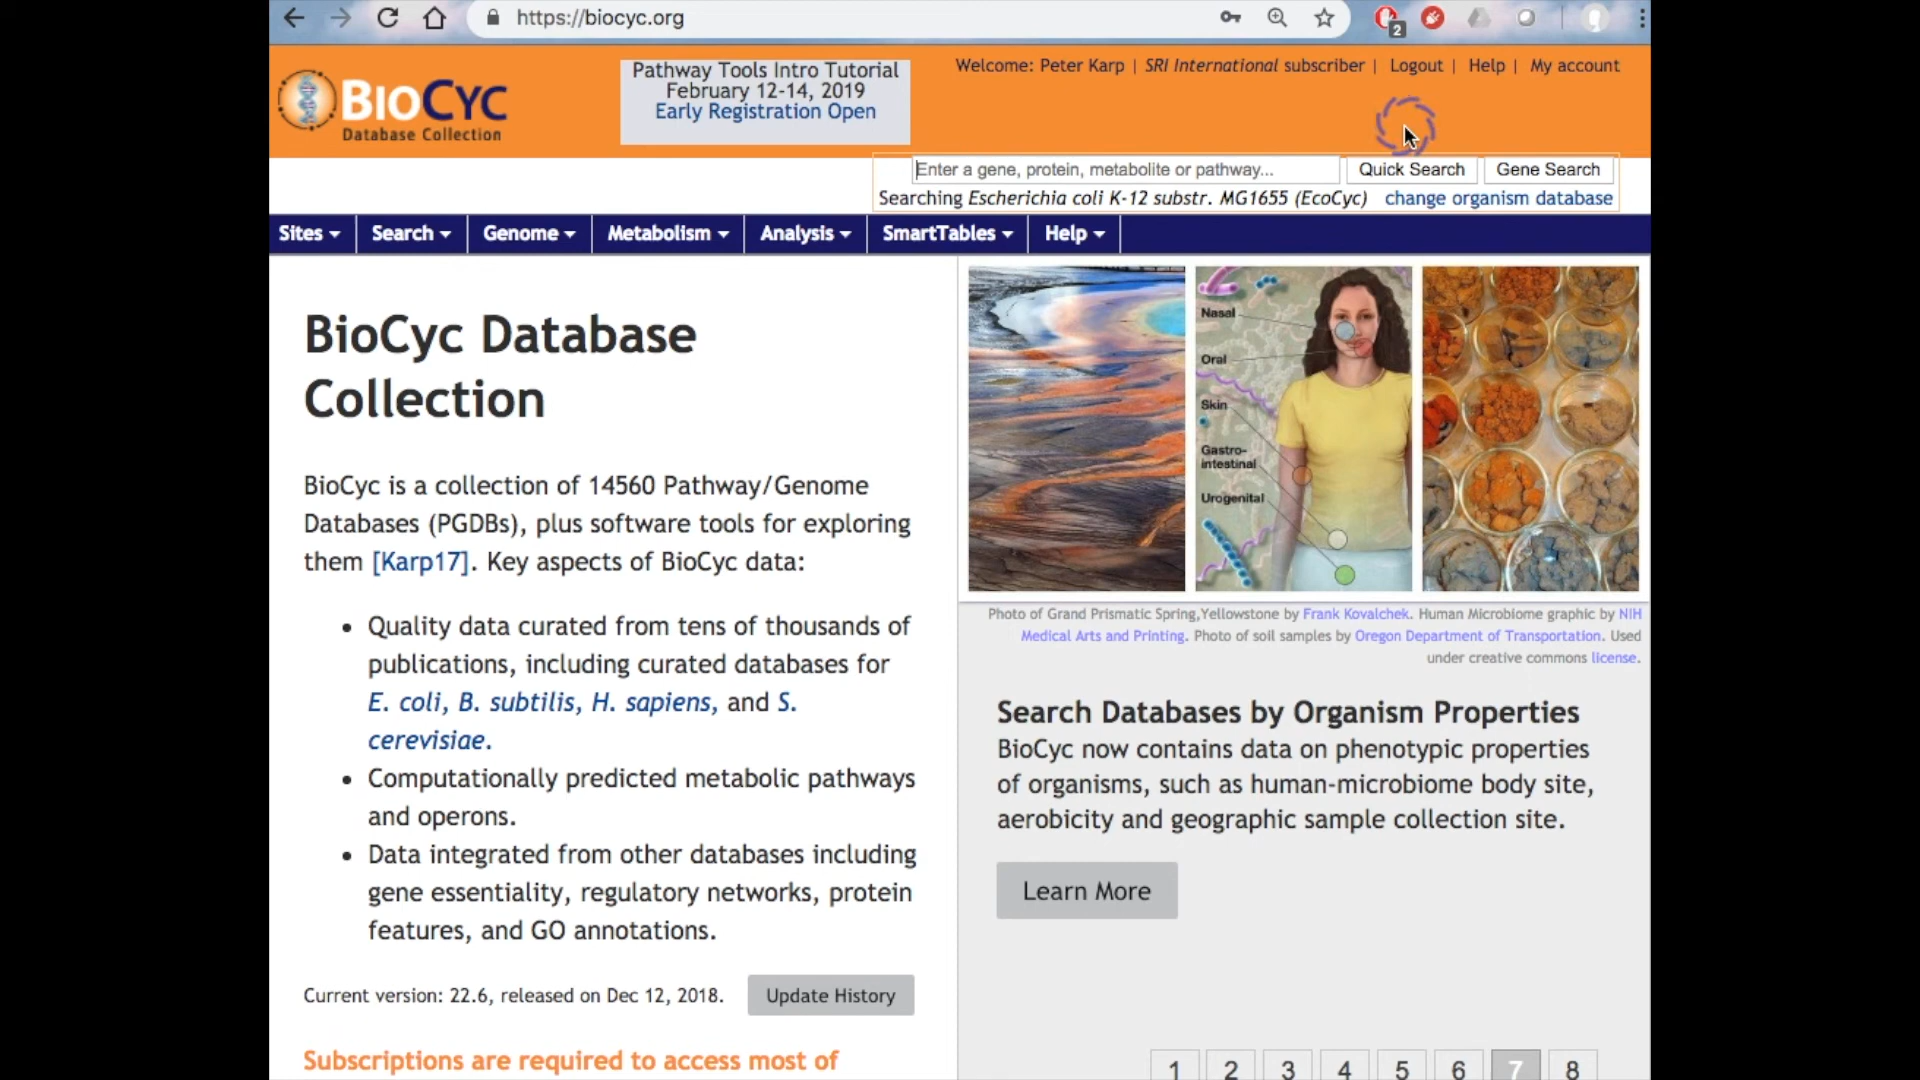 https://biocyc.org
2
BIOCYC
Database Collection
Pathway Tools Intro Tutorial
February 12-14, 2019
Early Registration Open
Welcome: Peter Karp | SRI International subscriber | Logout | Help | My account
Enter a gene, protein, metabolite or pathway... Quick Search Gene Search
Searching Escherichia coli K-12 substr. MG1655 (EcoCyc) change organism database
Sites Search Genome Metabolism Analysis SmartTables Help
BioCyc Database
Collection
BioCyc is a collection of 14560 Pathway/Genome
Databases (PGDBs), plus software tools for exploring
them [Karp17]. Key aspects of BioCyc data:
• Quality data curated from tens of thousands of
publications, including curated databases for
E. coli, B. subtilis, H. sapiens, and S.
cerevisiae.
• Computationally predicted metabolic pathways
and operons.
• Data integrated from other databases including
gene essentiality, regulatory networks, protein
features, and GO annotations.
Current version: 22.6, released on Dec 12, 2018. Update History
Subscriptions are required to access most of
Nasal
Oral
Skin
Gastro-
intestinal
Urogenital
Photo of Grand Prismatic Spring,Yellowstone by Frank Kovalchek. Human Microbiome graphic by NIH
Medical Arts and Printing. Photo of soil samples by Oregon Department of Transportation. Used
under creative commons license.
Search Databases by Organism Properties
BioCyc now contains data on phenotypic properties
of organisms, such as human-microbiome body site,
aerobicity and geographic sample collection site.
Learn More
1 2 3 4 5 6 7 8